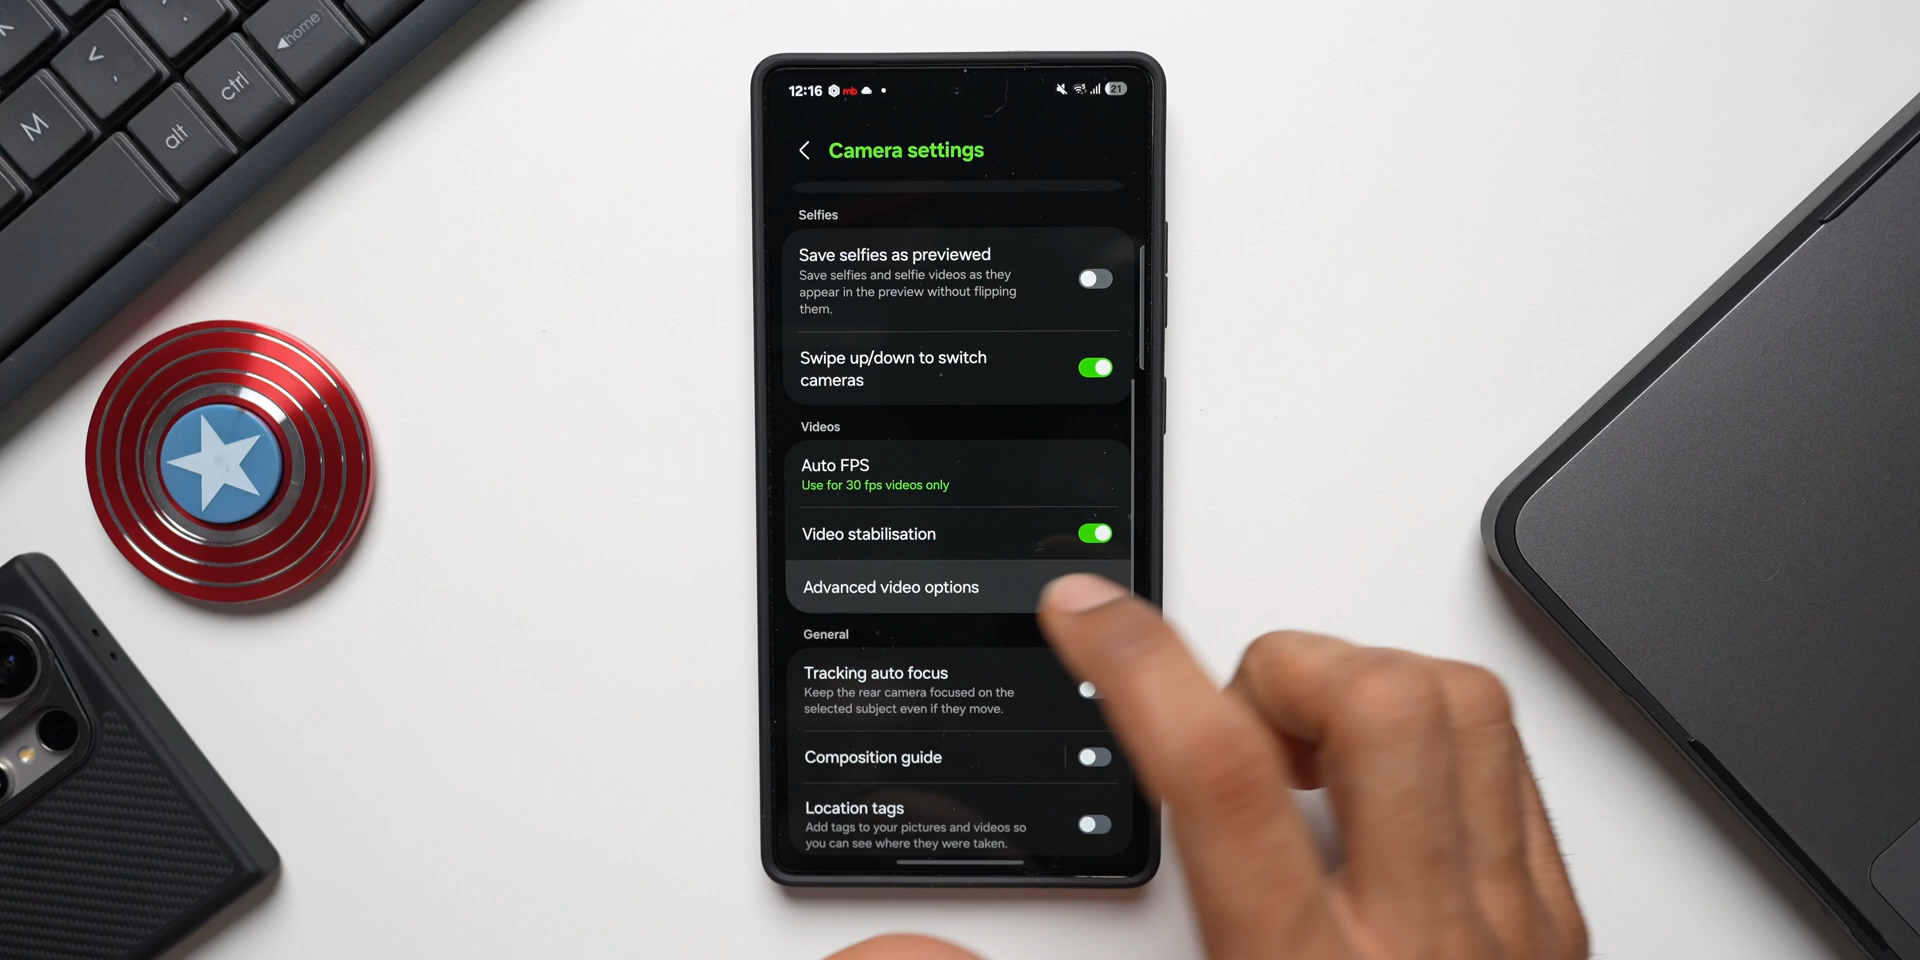 home
<
,
ctrl
M
alt
12:16 mb 21
Camera settings
Selfies
Save selfies as previewed
Save selfies and selfie videos as they
appear in the preview without flipping
them.
Swipe up/down to switch
cameras
Videos
Auto FPS
Use for 30 fps videos only
Video stabilisation
Advanced video options
General
Tracking auto focus
Keep the rear camera focused on the
selected subject even if they move.
Composition guide
Location tags
Add tags to your pictures and videos so
you can see where they were taken.